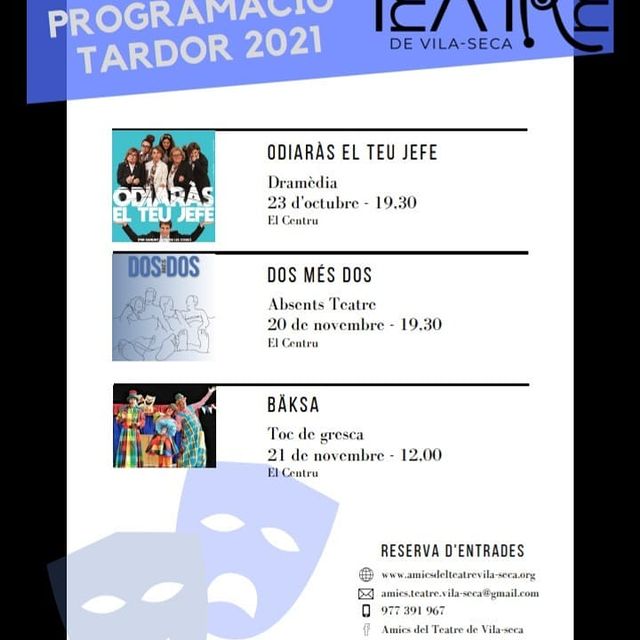 PROGRAMACIÓ
TARDOR 2021
TEATRE
DE VILA-SECA
ODIARÀS
EL TEU JEFE
ODIARÀS EL TEU JEFE
Dramèdia
23 d'octubre - 19.30
El Centru
DOS MÉS DOS
DOS MÉS DOS
Absents Teatre
20 de novembre - 19.30
El Centru
BÄKSA
Toc de gresca
21 de novembre - 12.00
El Centru
RESERVA D'ENTRADES
www.amicsdelteatrevila-seca.org
amics.teatre.vila-seca@gmail.com
977 391 967
Amics del Teatre de Vila-seca